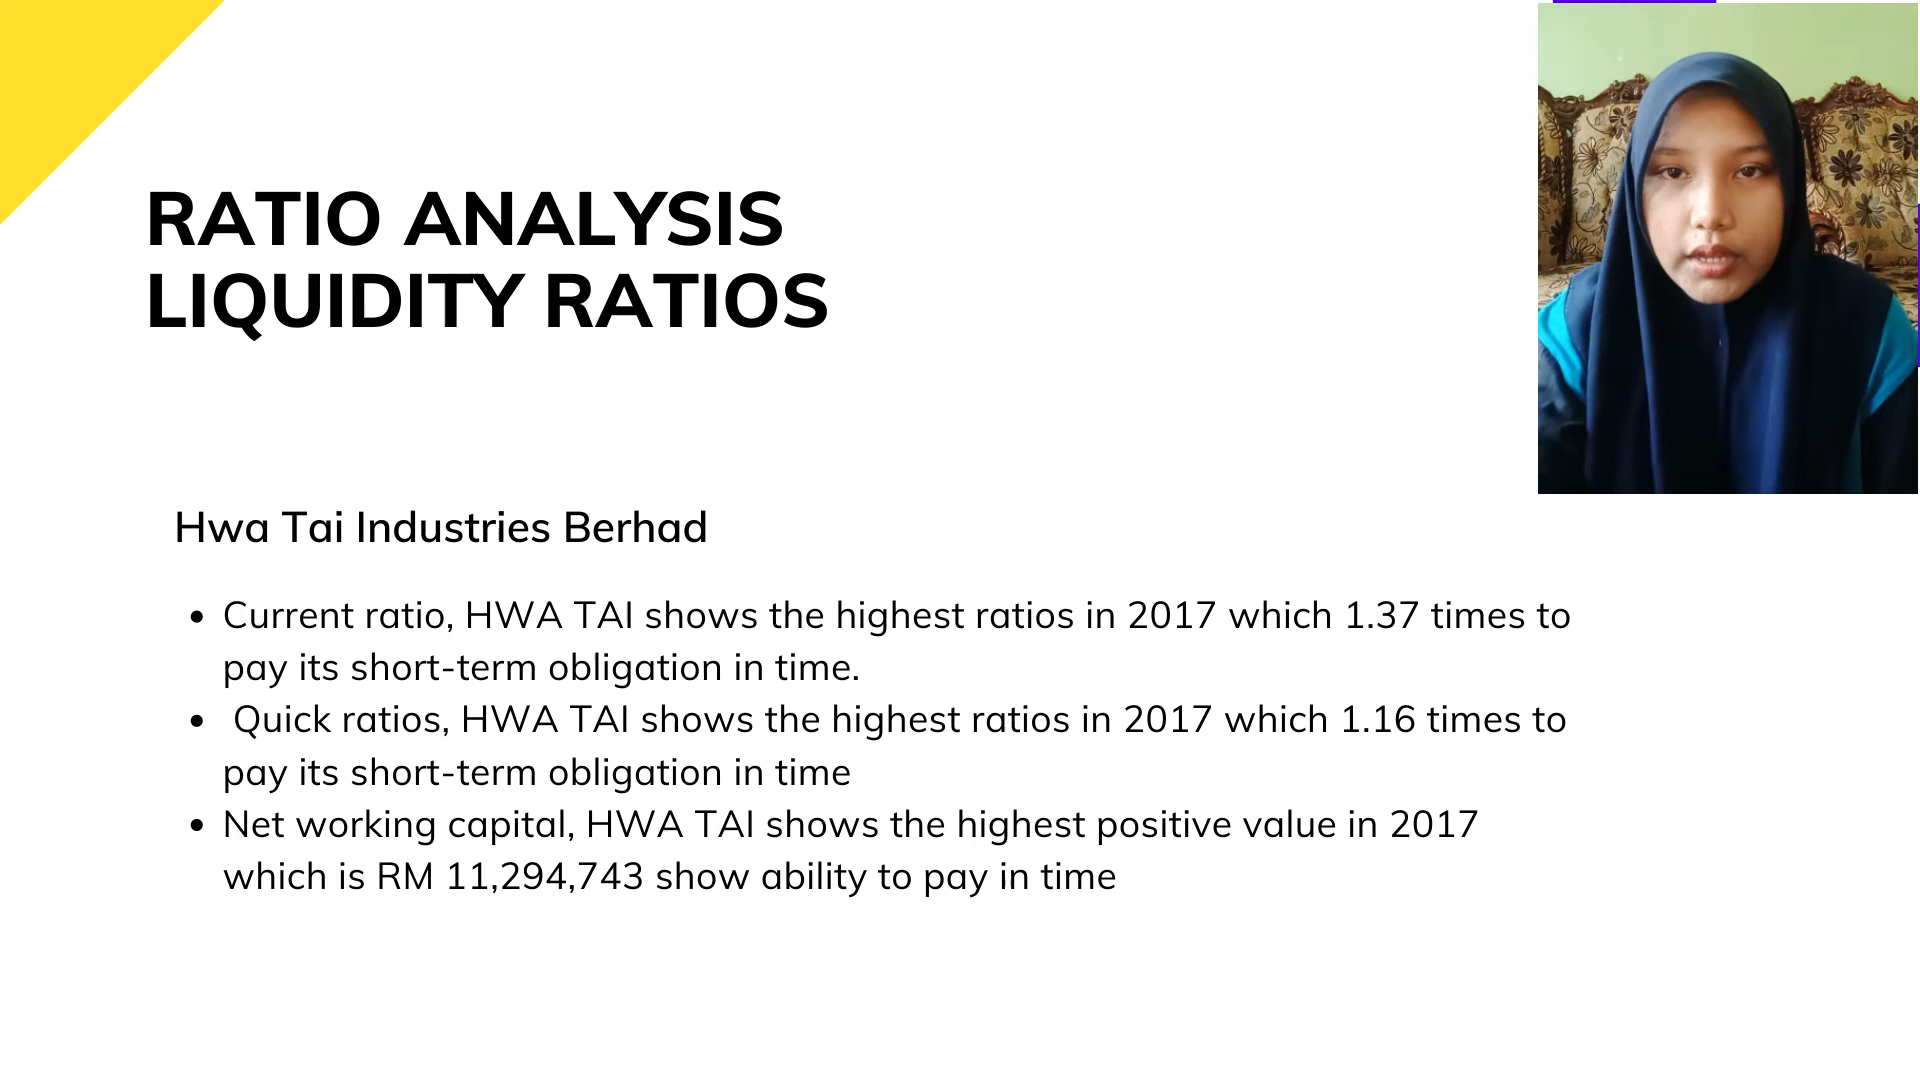 RATIO ANALYSIS
LIQUIDITY RATIOS
Hwa Tai Industries Berhad
• Current ratio, HWA TAI shows the highest ratios in 2017 which 1.37 times to
pay its short-term obligation in time.
• Quick ratios, HWA TAI shows the highest ratios in 2017 which 1.16 times to
pay its short-term obligation in time
• Net working capital, HWA TAI shows the highest positive value in 2017
which is RM 11,294,743 show ability to pay in time